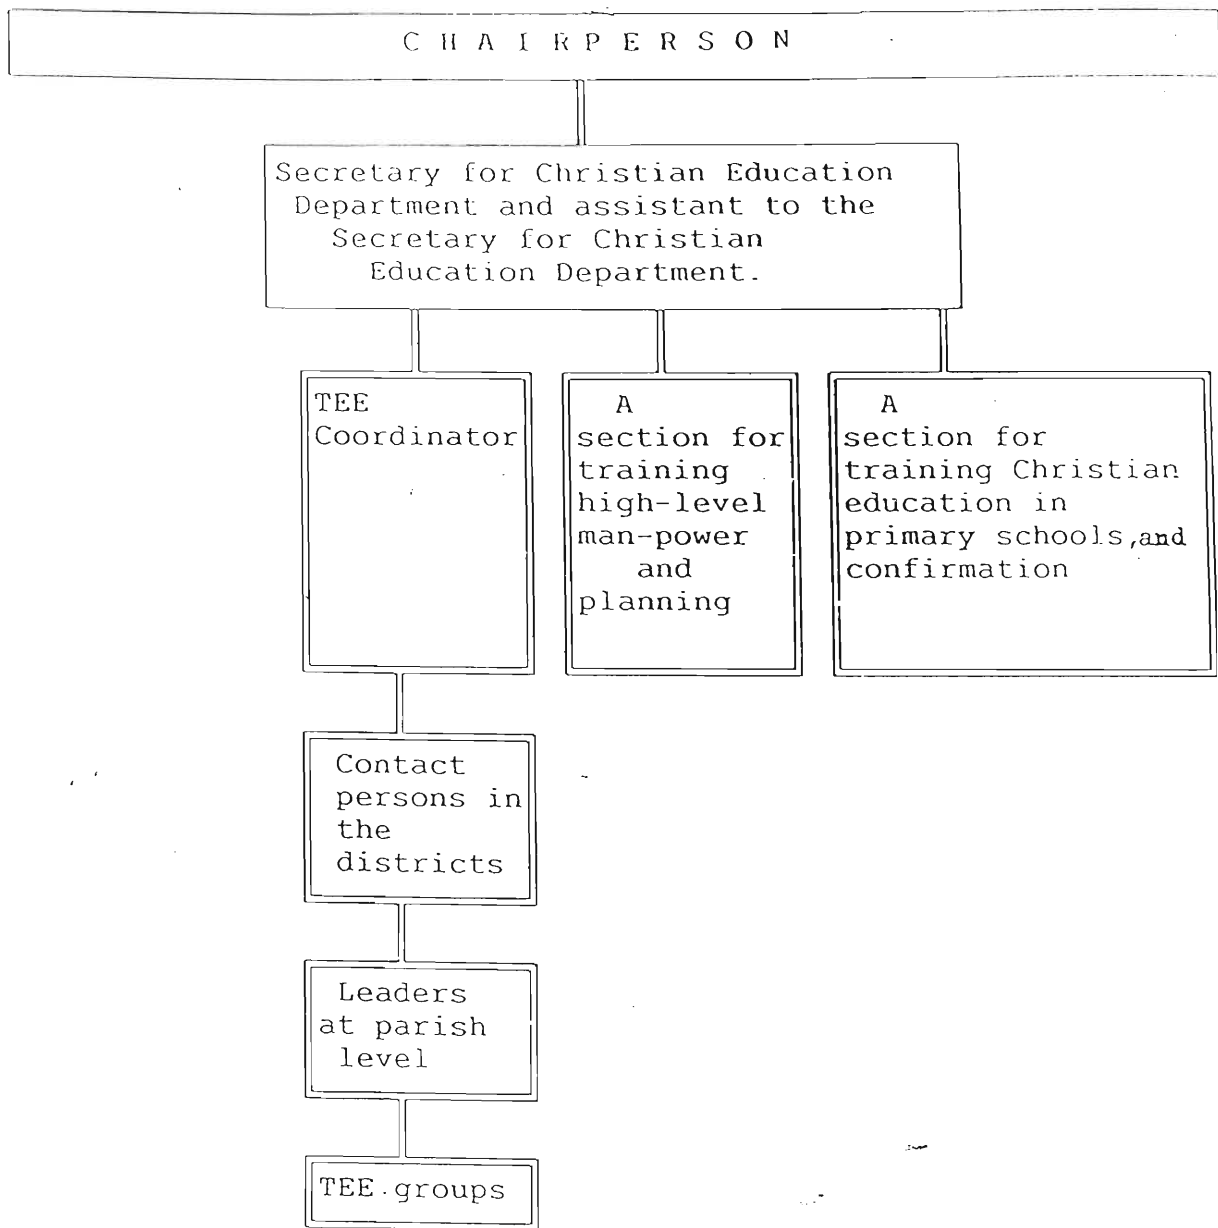 CHAIRPERSON
Secretary for Christian Education
Department and assistant to the
Secretary for Christian
Education Department.
TEE
Coordinator
A
section for
training
high-level
man-power
and
planning
A
section for
training Christian
education in
primary schools,and
confirmation
Contact
persons in
the
districts
Leaders
at parish
level
TEE groups